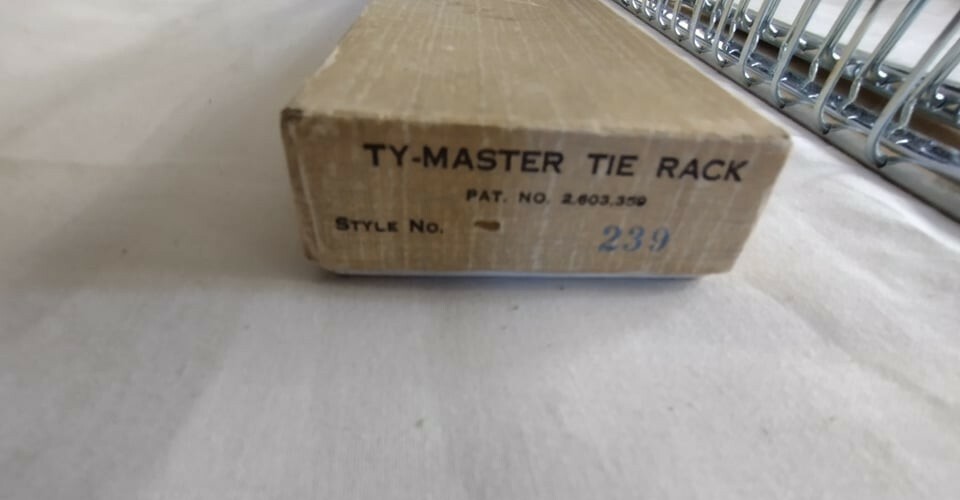 TY-MASTER TIE RACK
PAT. NO. 2,603,359
STYLE NO. 239